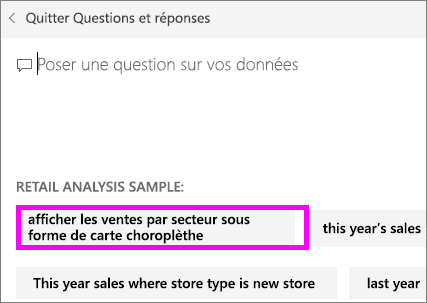 Quitter Questions et réponses
Poser une question sur vos données
RETAIL ANALYSIS SAMPLE:
afficher les ventes par secteur sous
forme de carte choroplèthe
this year's sales
This year sales where store type is new store
last year